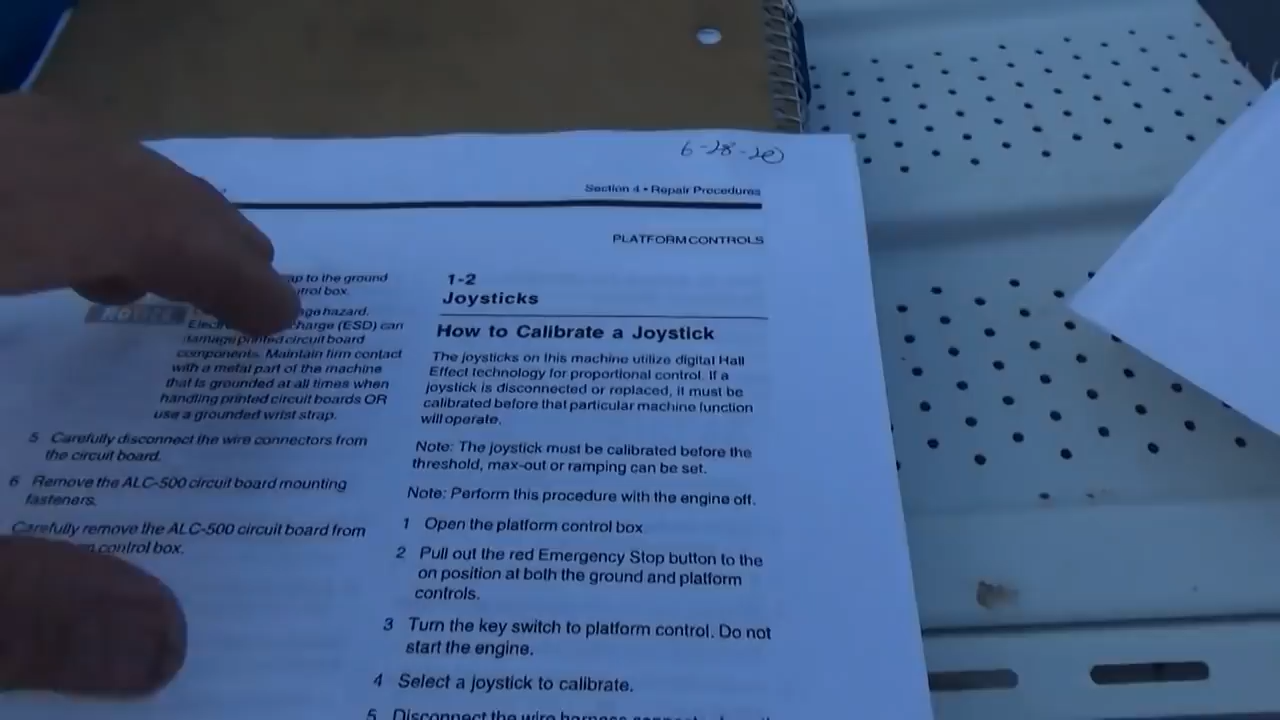 6-28-20
Section 4 • Repair Procedures
PLATFORM CONTROLS
to the ground
box.
NOTICE
hazard.
(ESD) can
damage printed circuit board
components. Maintain firm contact
with a metal part of the machine
that is grounded at all times when
handling printed circuit boards OR
use a grounded wrist strap.
5 Carefully disconnect the wire connectors from
the circuit board.
6 Remove the ALC-500 circuit board mounting
fasteners.
Carefully remove the ALC-500 circuit board from
control box.
1-2
Joysticks
How to Calibrate a Joystick
The joysticks on this machine utilize digital Hall
Effect technology for proportional control. If a
joystick is disconnected or replaced, it must be
calibrated before that particular machine function
will operate.
Note: The joystick must be calibrated before the
threshold, max-out or ramping can be set.
Note: Perform this procedure with the engine off.
1 Open the platform control box.
2 Pull out the red Emergency Stop button to the
on position at both the ground and platform
controls.
3 Turn the key switch to platform control. Do not
start the engine.
4 Select a joystick to calibrate.
5 Disconnect the wire